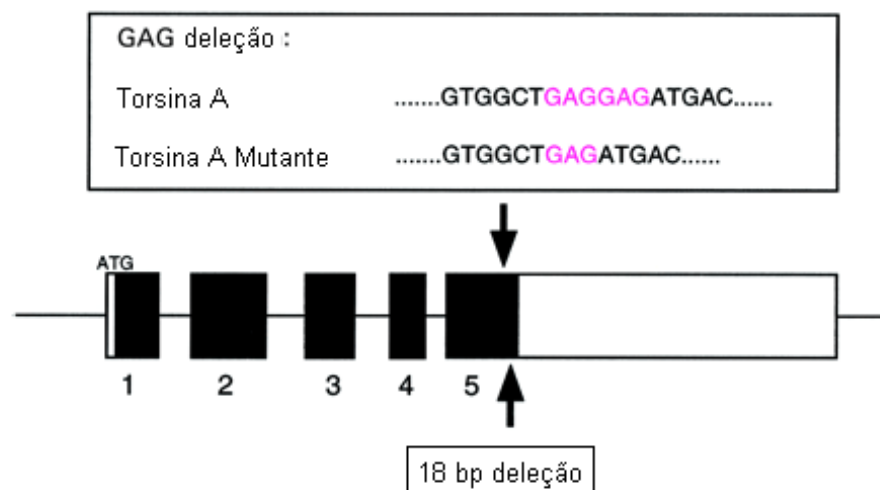 GAG deleção :
Torsina A .......GTGGCTGAGGAGATGAC......
Torsina A Mutante .......GTGGCTGAGATGAC......
ATG
1 2 3 4 5
18 bp deleção